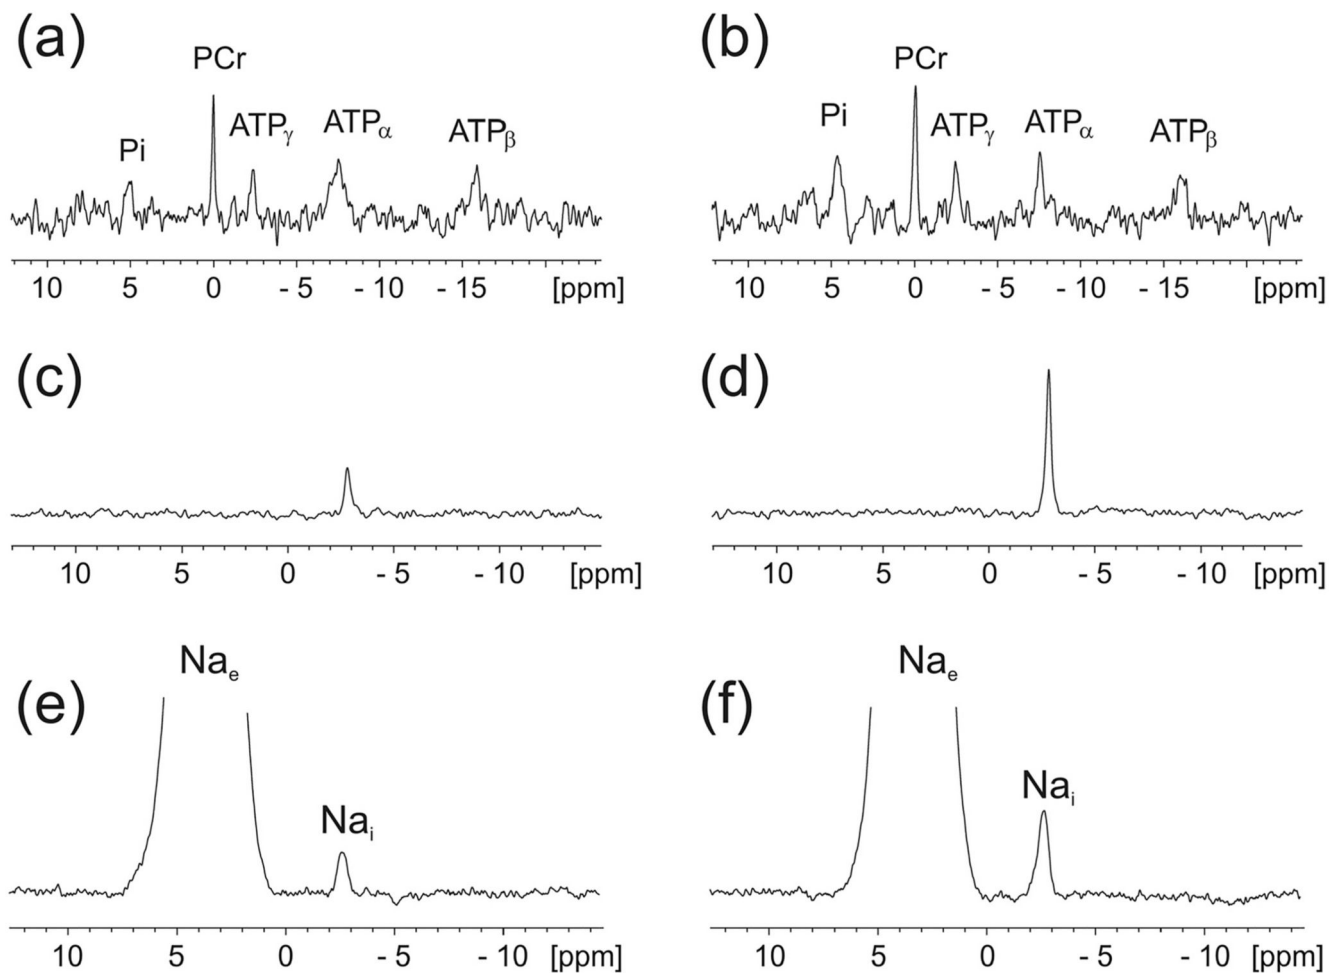 (a)
PCr
ATPγ
ATPα
ATPβ
Pi
10 5 0 - 5 - 10 - 15 [ppm]
(b)
PCr
Pi
ATPγ
ATPα
ATPβ
10 5 0 - 5 - 10 - 15 [ppm]
(c)
10 5 0 - 5 - 10 [ppm]
(d)
10 5 0 - 5 - 10 [ppm]
(e)
Nae
Nai
10 5 0 - 5 - 10 [ppm]
(f)
Nae
Nai
10 5 0 - 5 - 10 [ppm]